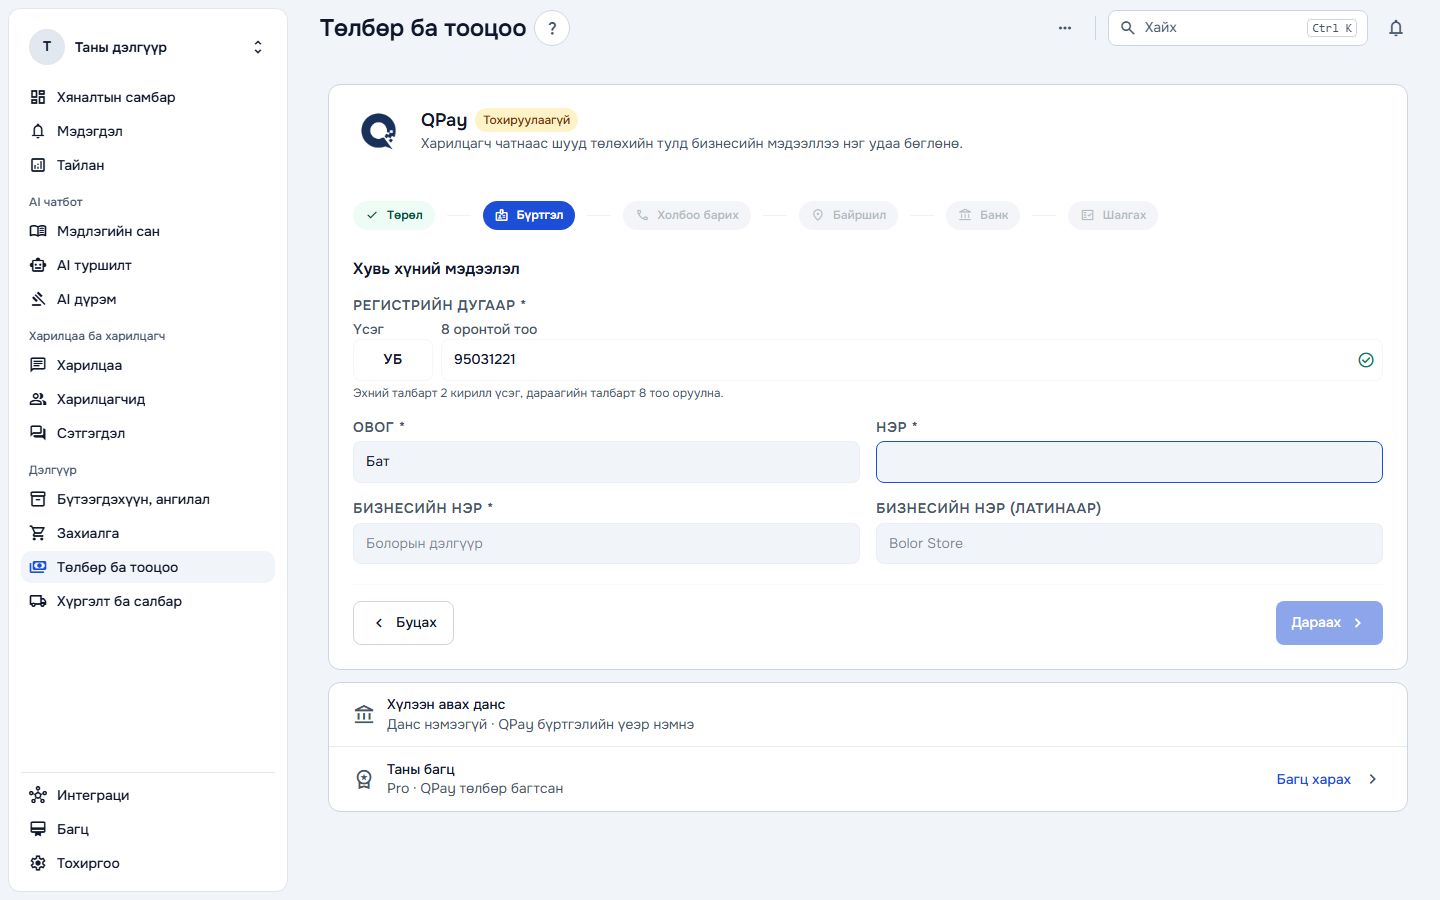 T Таны дэлгүүр
Хяналтын самбар
Мэдэгдэл
Тайлан
AI чатбот
Мэдлэгийн сан
AI туршилт
AI дүрэм
Харилцаа ба харилцагч
Харилцаа
Харилцагчид
Сэтгэгдэл
Дэлгүүр
Бүтээгдэхүүн, ангилал
Захиалга
Төлбөр ба тооцоо
Хүргэлт ба салбар
Интеграци
Багц
Тохиргоо
Төлбөр ба тооцоо ?
Хайх Ctrl K
QPay Тохируулаагүй
Харилцагч чатнаас шууд төлөхийн тулд бизнесийн мэдээллээ нэг удаа бөглөнө.
Төрөл Бүртгэл Холбоо барих Байршил Банк Шалгах
Хувь хүний мэдээлэл
РЕГИСТРИЙН ДУГААР *
Үсэг 8 оронтой тоо
УБ 95031221
Эхний талбарт 2 кирилл үсэг, дараагийн талбарт 8 тоо оруулна.
ОВОГ * НЭР *
Бат
БИЗНЕСИЙН НЭР * БИЗНЕСИЙН НЭР (ЛАТИНААР)
Болорын дэлгүүр Bolor Store
Буцах Дараах
Хүлээн авах данс
Данс нэмээгүй · QPay бүртгэлийн үеэр нэмнэ
Таны багц
Pro · QPay төлбөр багтсан
Багц харах